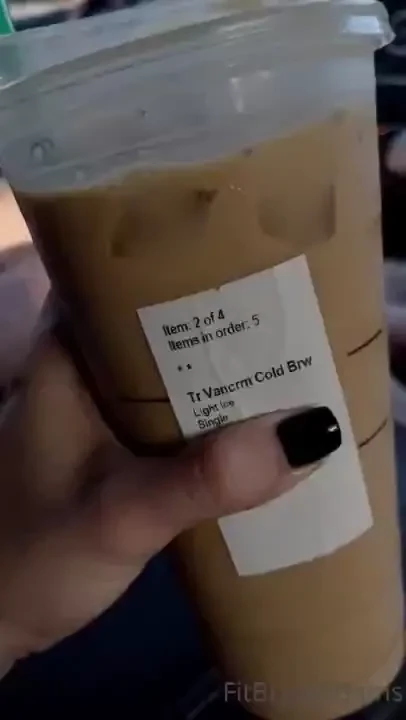 Item: 2 of 4
Items in order: 5
**
Tr Vancrm Cold Brw
Light Ice
Single